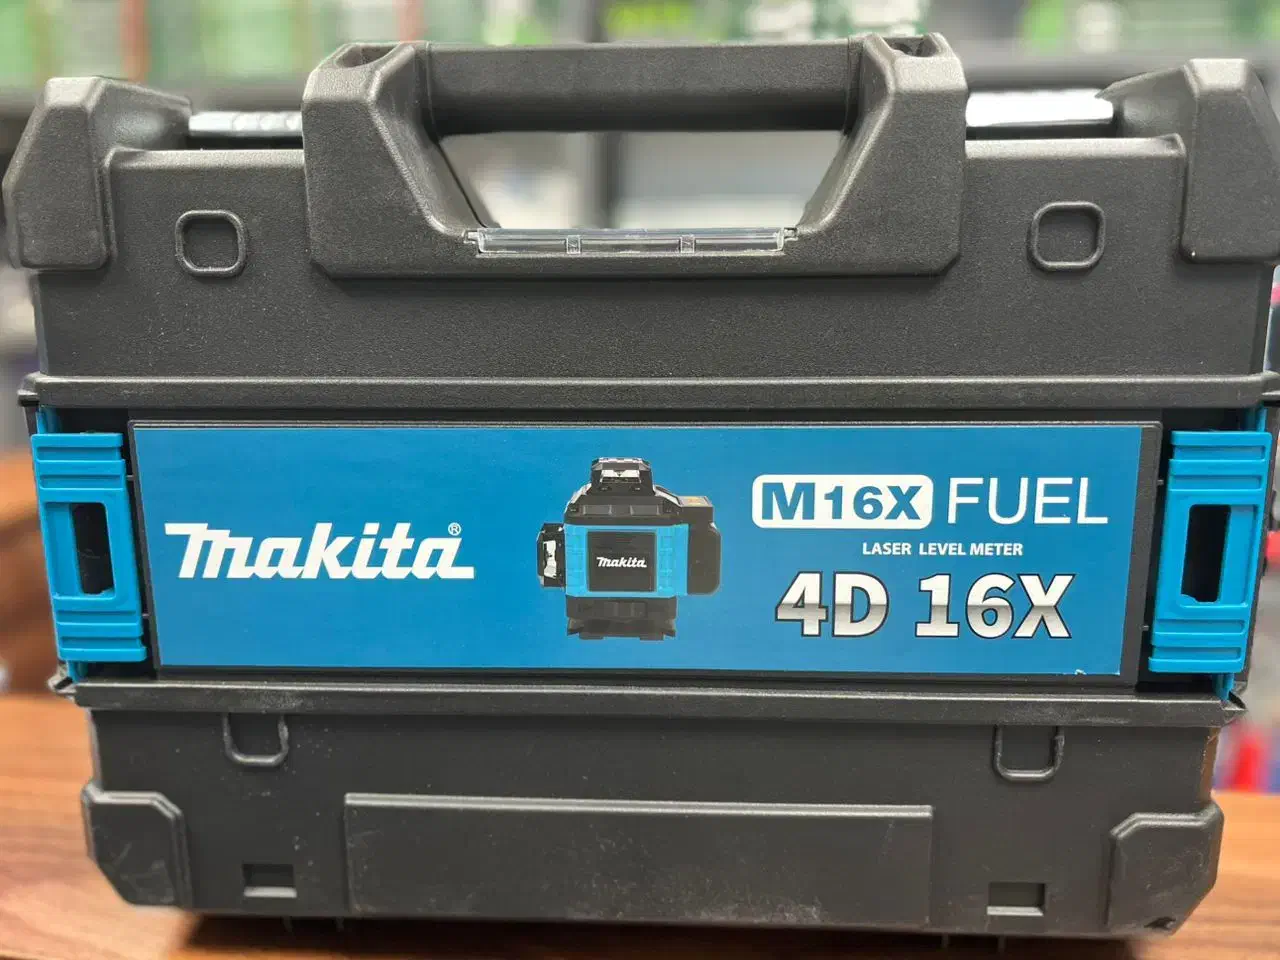 makita®
makita
M16X FUEL
LASER LEVEL METER
4D 16X